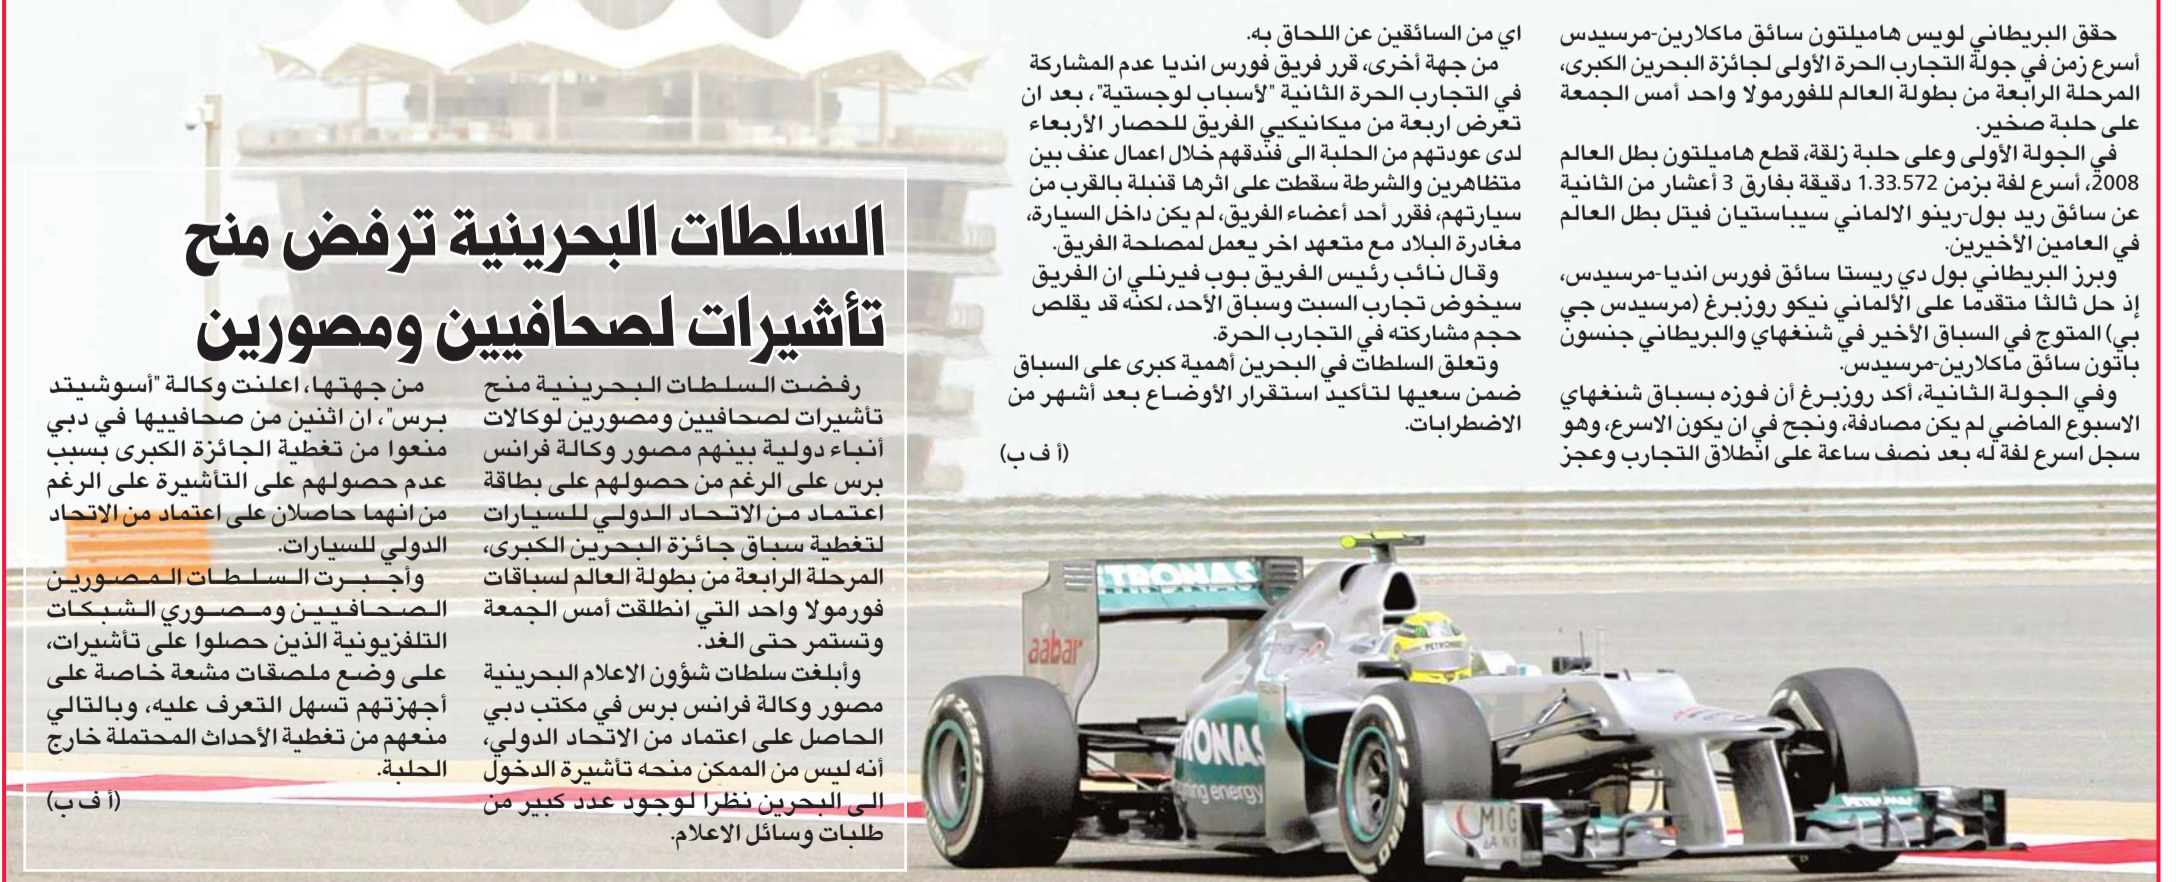 حقق البريطاني لويس هاميلتون سائق ماكلارين-مرسيدس
أسرع زمن في جولة التجارب الحرة الأولى لجائزة البحرين الكبرى،
المرحلة الرابعة من بطولة العالم للفورمولا واحد أمس الجمعة
على حلبة صخير.
في الجولة الأولى وعلى حلبة زلقة، قطع هاميلتون بطل العالم
2008، أسرع لفة بزمن 1.33.572 دقيقة بفارق 3 أعشار من الثانية
عن سائق ريد بول-رينو الالماني سيباستيان فيتل بطل العالم
في العامين الأخيرين.
وبرز البريطاني بول دي ريستا سائق فورس انديا-مرسيدس،
إذ حل ثالثا متقدما على الألماني نيكو روزبرغ (مرسيدس جي
بي) المتوج في السباق الأخير في شنغهاي والبريطاني جنسون
باتون سائق ماكلارين-مرسيدس.
وفي الجولة الثانية، أكد روزبرغ أن فوزه بسباق شنغهاي
الاسبوع الماضي لم يكن مصادفة، ونجح في ان يكون الاسرع، وهو
سجل اسرع لفة له بعد نصف ساعة على انطلاق التجارب وعجز
اي من السائقين عن اللحاق به.
من جهة أخرى، قرر فريق فورس انديا عدم المشاركة
في التجارب الحرة الثانية "لأسباب لوجستية"، بعد ان
تعرض اربعة من ميكانيكيي الفريق للحصار الأربعاء
لدى عودتهم من الحلبة الى فندقهم خلال اعمال عنف بين
متظاهرين والشرطة سقطت على اثرها قنبلة بالقرب من
سيارتهم، فقرر أحد أعضاء الفريق، لم يكن داخل السيارة،
مغادرة البلاد مع متعهد اخر يعمل لمصلحة الفريق.
وقال نائب رئيس الفريق بوب فيرنلي ان الفريق
سيخوض تجارب السبت وسباق الأحد، لكنه قد يقلص
حجم مشاركته في التجارب الحرة.
وتعلق السلطات في البحرين أهمية كبرى على السباق
ضمن سعيها لتأكيد استقرار الأوضاع بعد أشهر من
الاضطرابات.
(أ ف ب)
السلطات البحرينية ترفض منح
تأشيرات لصحافيين ومصورين
رفضت السلطات البحرينية منح
تأشيرات لصحافيين ومصورين لوكالات
أنباء دولية بينهم مصور وكالة فرانس
برس على الرغم من حصولهم على بطاقة
اعتماد من الاتحاد الدولي للسيارات
لتغطية سباق جائزة البحرين الكبرى،
المرحلة الرابعة من بطولة العالم لسباقات
فورمولا واحد التي انطلقت أمس الجمعة
وتستمر حتى الغد.
وأبلغت سلطات شؤون الاعلام البحرينية
مصور وكالة فرانس برس في مكتب دبي
الحاصل على اعتماد من الاتحاد الدولي،
أنه ليس من الممكن منحه تأشيرة الدخول
الى البحرين نظرا لوجود عدد كبير من
طلبات وسائل الاعلام.
من جهتها، اعلنت وكالة "أسوشيتد
برس"، ان اثنين من صحافييها في دبي
منعوا من تغطية الجائزة الكبرى بسبب
عدم حصولهم على التأشيرة على الرغم
من انهما حاصلان على اعتماد من الاتحاد
الدولي للسيارات.
وأجبرت السلطات المصورين
الصحافيين ومصوري الشبكات
التلفزيونية الذين حصلوا على تأشيرات،
على وضع ملصقات مشعة خاصة على
أجهزتهم تسهل التعرف عليه، وبالتالي
منعهم من تغطية الأحداث المحتملة خارج
الحلبة.
(أ ف ب)
PETRONAS
aabar
PETRONAS
MIG
BANK
PETRONAS
P ZERO